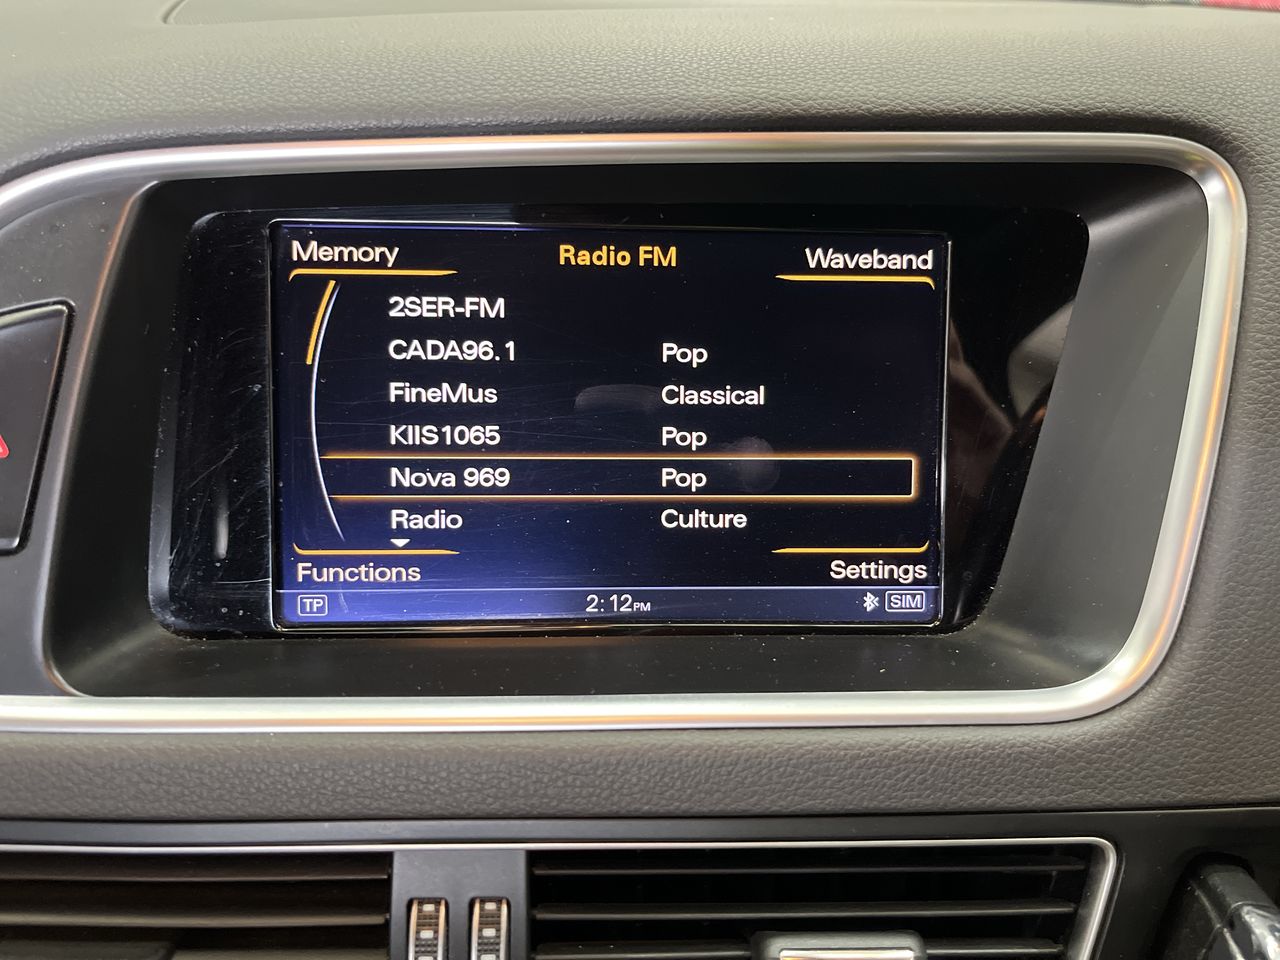 Memory Radio FM Waveband
2SER-FM
CADA96.1 Pop
FineMus Classical
KIIS1065 Pop
Nova 969 Pop
Radio Culture
Functions Settings
TP 2:12PM SIM